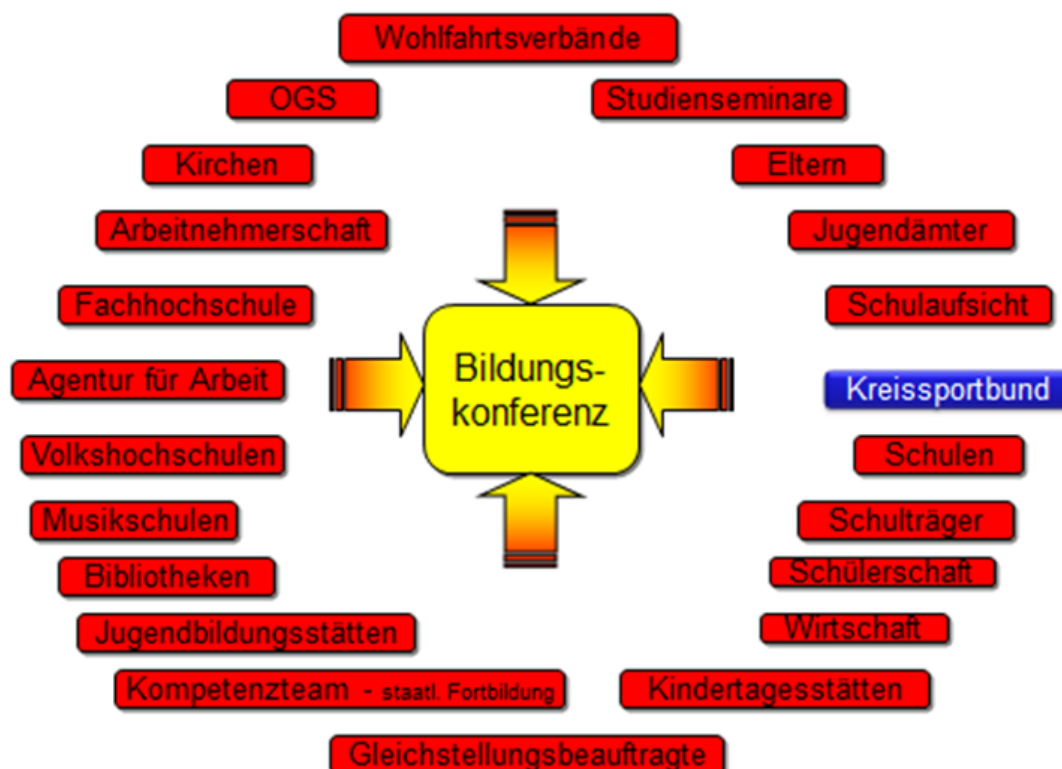 Wohlfahrtsverbände
OGS
Studienseminare
Kirchen
Eltern
Arbeitnehmerschaft
Jugendämter
Fachhochschule
Schulaufsicht
Bildungs-
konferenz
Agentur für Arbeit
Kreissportbund
Volkshochschulen
Schulen
Musikschulen
Schulträger
Bibliotheken
Schülerschaft
Jugendbildungsstätten
Wirtschaft
Kompetenzteam - staatl. Fortbildung
Kindertagesstätten
Gleichstellungsbeauftragte